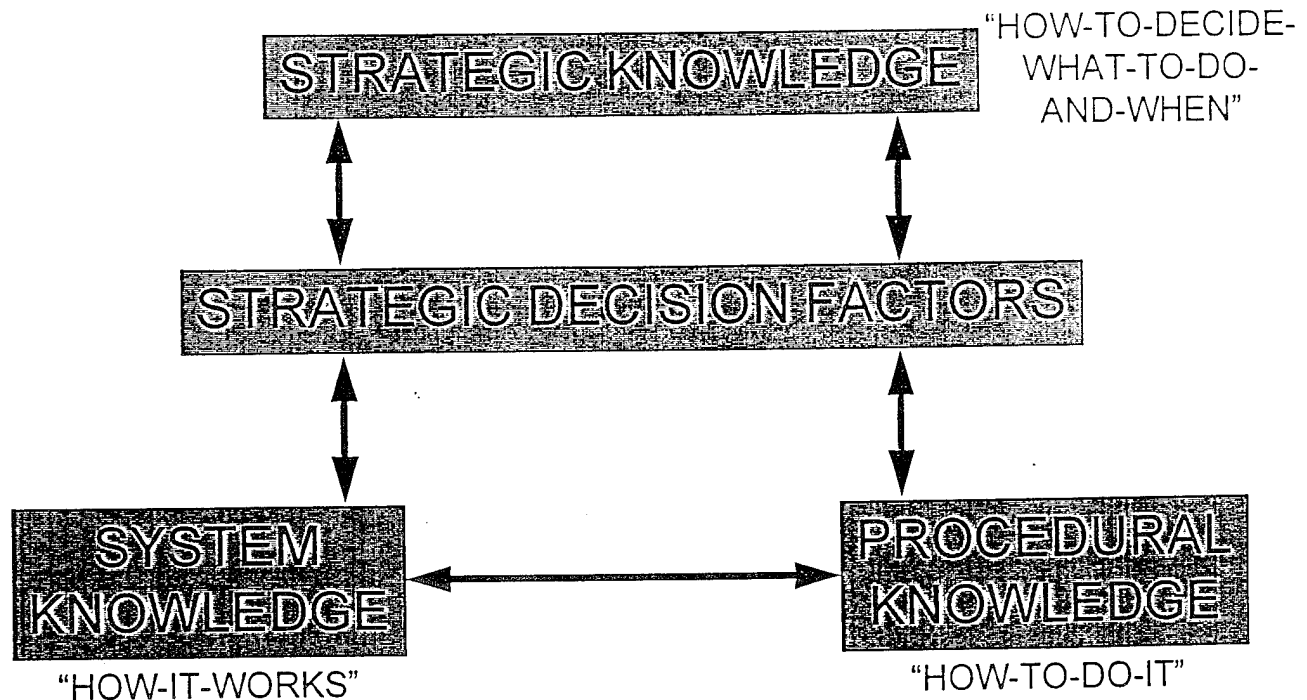 STRATEGIC KNOWLEDGE
“HOW-TO-DECIDE-
WHAT-TO-DO-
AND-WHEN”
STRATEGIC DECISION FACTORS
SYSTEM
KNOWLEDGE
“HOW-IT-WORKS”
PROCEDURAL
KNOWLEDGE
“HOW-TO-DO-IT”